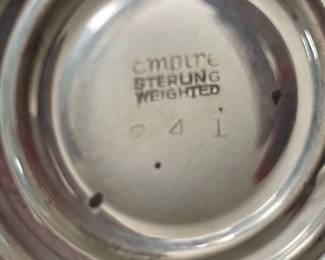 empire
STERLING
WEIGHTED
241